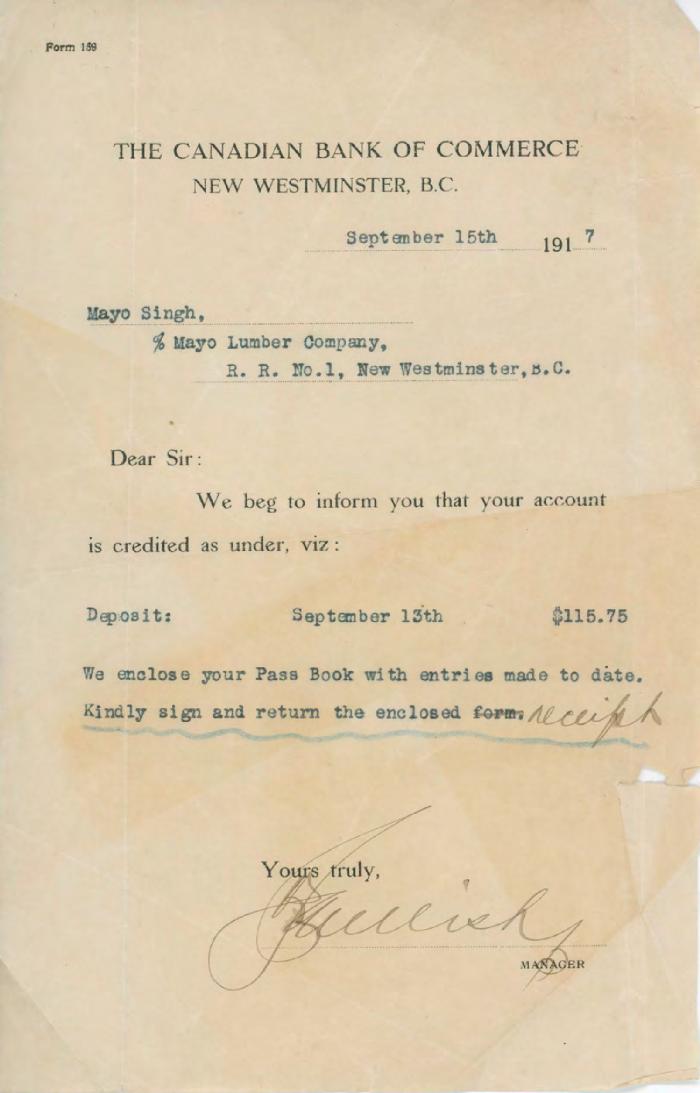 Form 159
THE CANADIAN BANK OF COMMERCE
NEW WESTMINSTER, B.C.
September 15th 1917
Mayo Singh,
℅ Mayo Lumber Company,
R. R. No.1, New Westminster, B.C.
Dear Sir:
We beg to inform you that your account
is credited as under, viz:
Deposit: September 13th $115.75
We enclose your Pass Book with entries made to date.
Kindly sign and return the enclosed form. receipt
Yours truly,
MANAGER